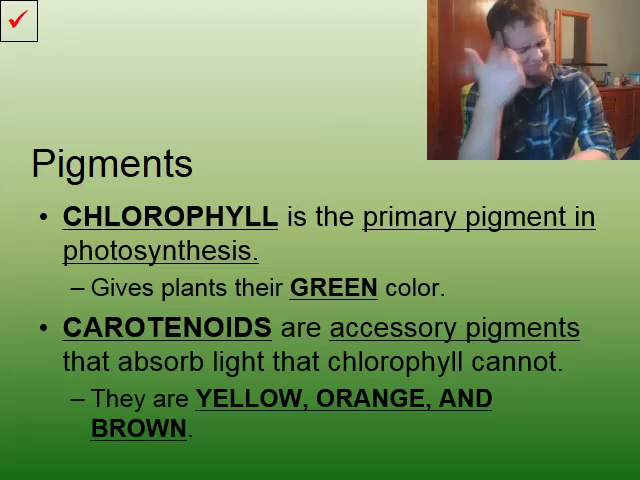 Pigments
• CHLOROPHYLL is the primary pigment in
photosynthesis.
– Gives plants their GREEN color.
• CAROTENOIDS are accessory pigments
that absorb light that chlorophyll cannot.
– They are YELLOW, ORANGE, AND
BROWN.